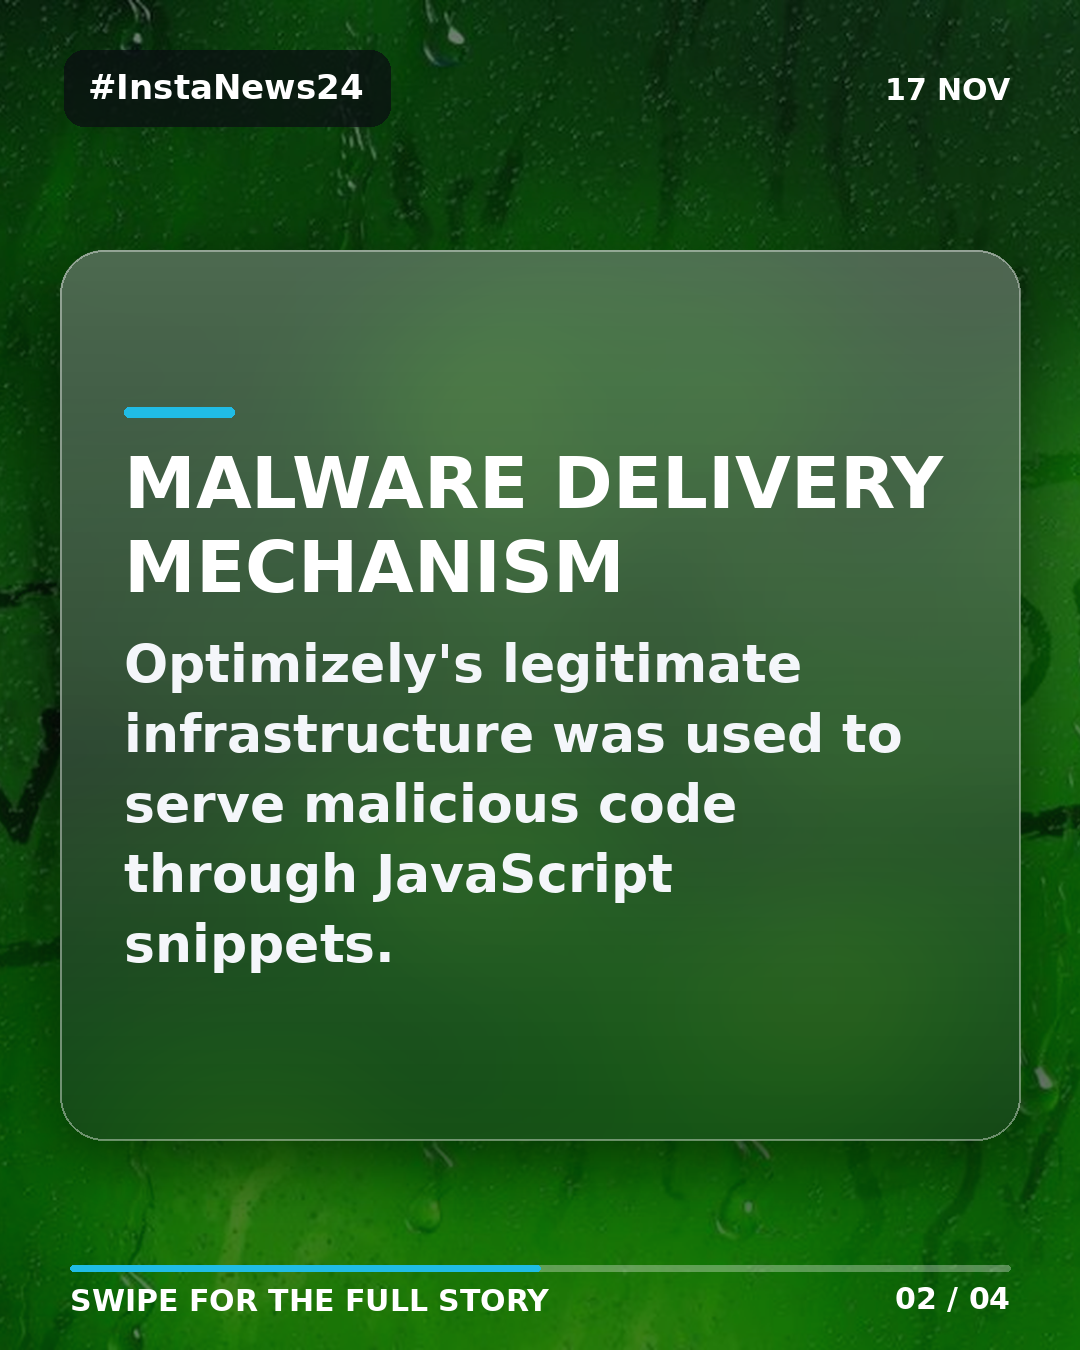 #InstaNews24
17 NOV
MALWARE DELIVERY
MECHANISM
Optimizely's legitimate
infrastructure was used to
serve malicious code
through JavaScript
snippets.
SWIPE FOR THE FULL STORY
02 / 04